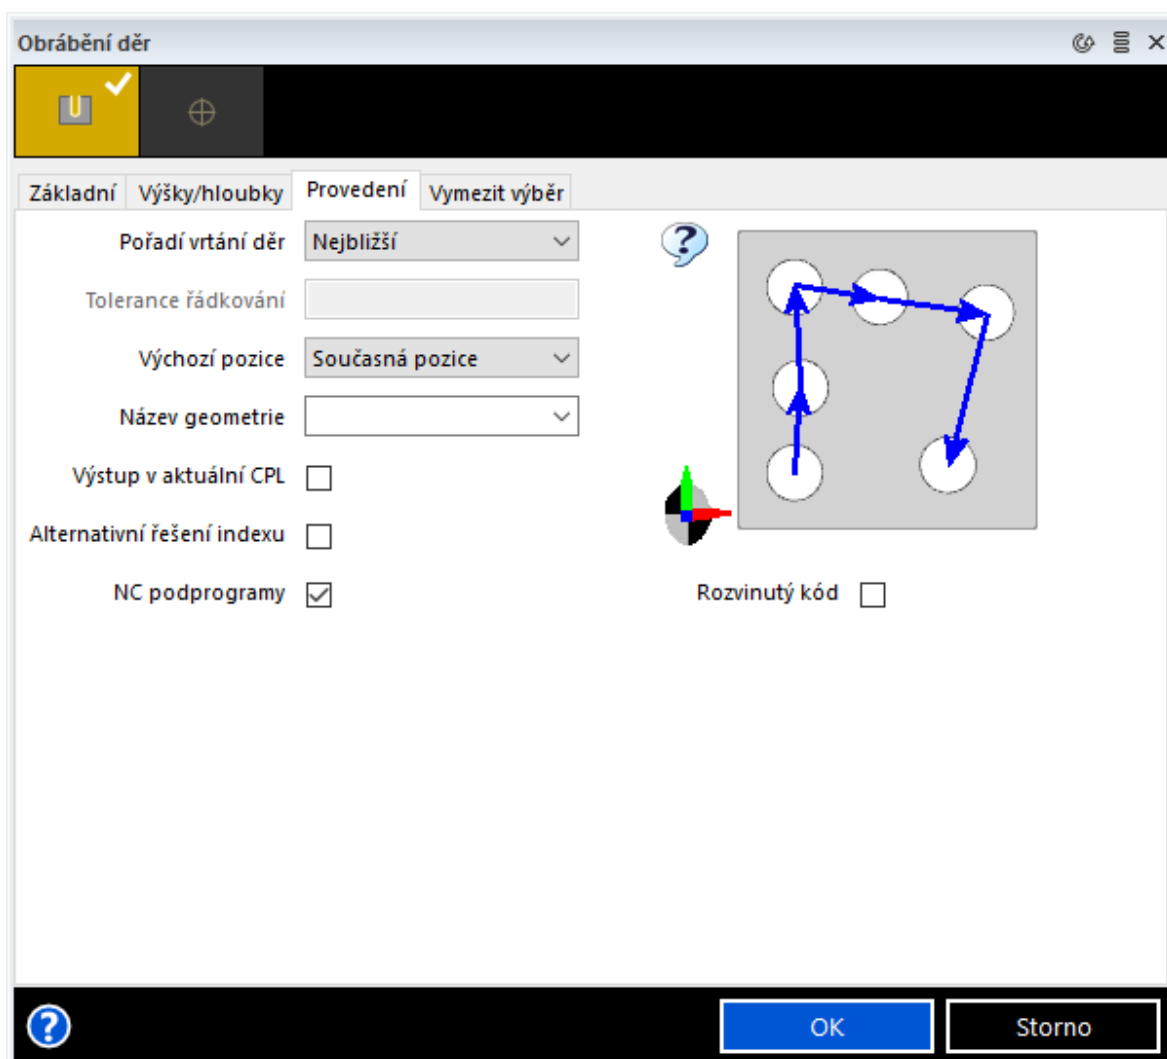 Obrábění děr
Základní Výšky/hloubky Provedení Vymezit výběr
Pořadí vrtání děr Nejbližší
Tolerance řádkování
Výchozí pozice Současná pozice
Název geometrie
Výstup v aktuální CPL
Alternativní řešení indexu
NC podprogramy Rozvinutý kód
OK Storno